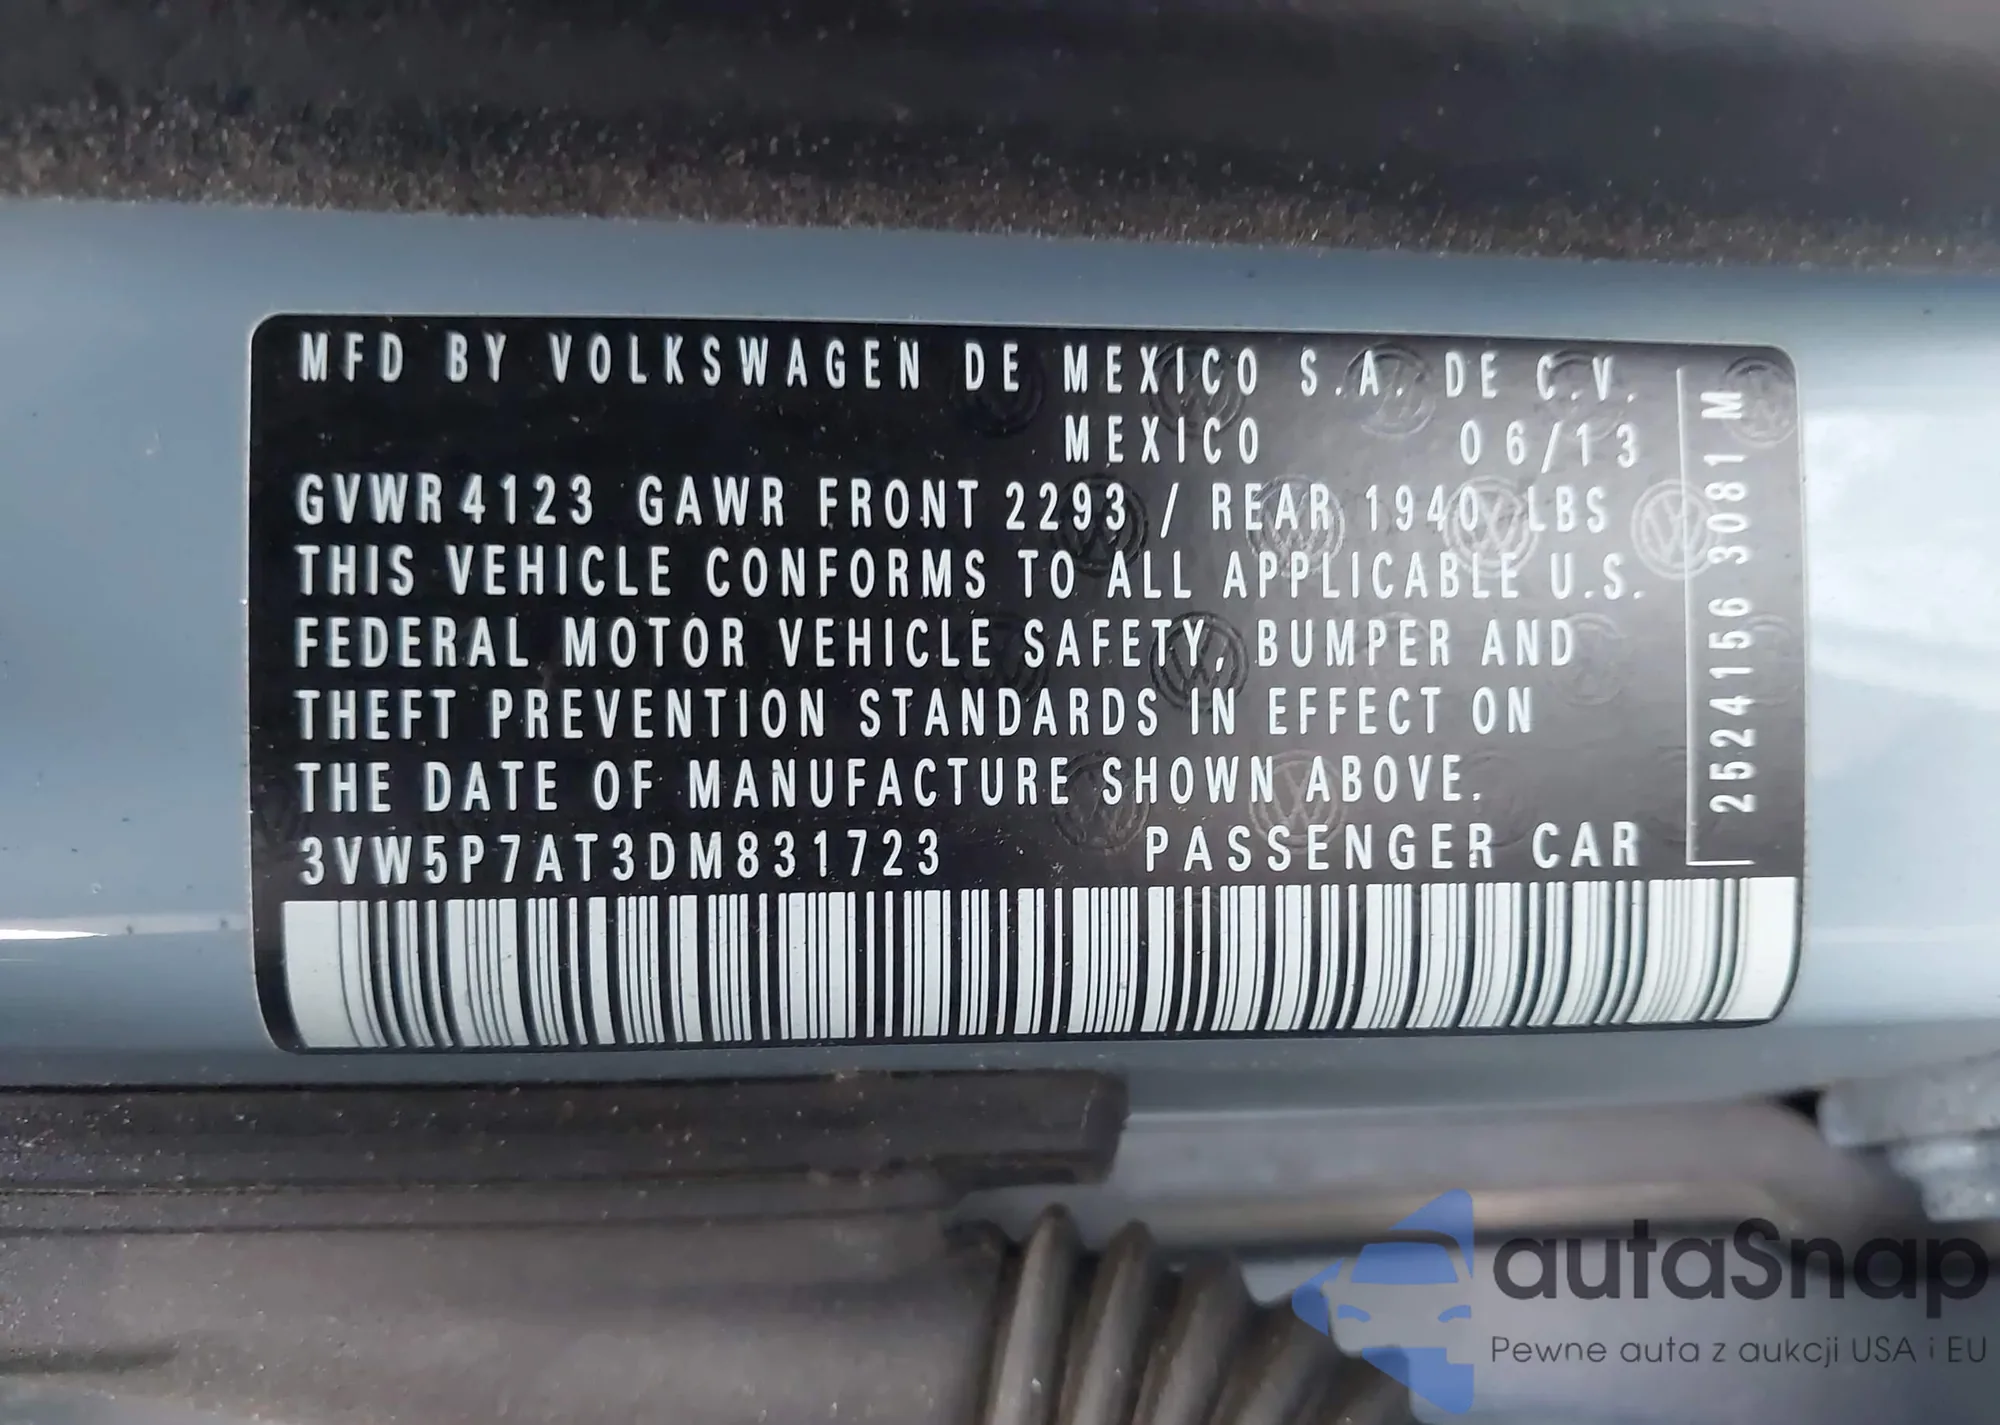 MFD BY VOLKSWAGEN DE MEXICO S.A. DE C.V.
MEXICO 06/13
GVWR 4123 GAWR FRONT 2293 / REAR 1940 LBS
THIS VEHICLE CONFORMS TO ALL APPLICABLE U.S.
FEDERAL MOTOR VEHICLE SAFETY, BUMPER AND
THEFT PREVENTION STANDARDS IN EFFECT ON
THE DATE OF MANUFACTURE SHOWN ABOVE.
3VW5P7AT3DM831723 PASSENGER CAR
2524156 3081 M
autaSnap
Pewne auta z aukcji USA i EU